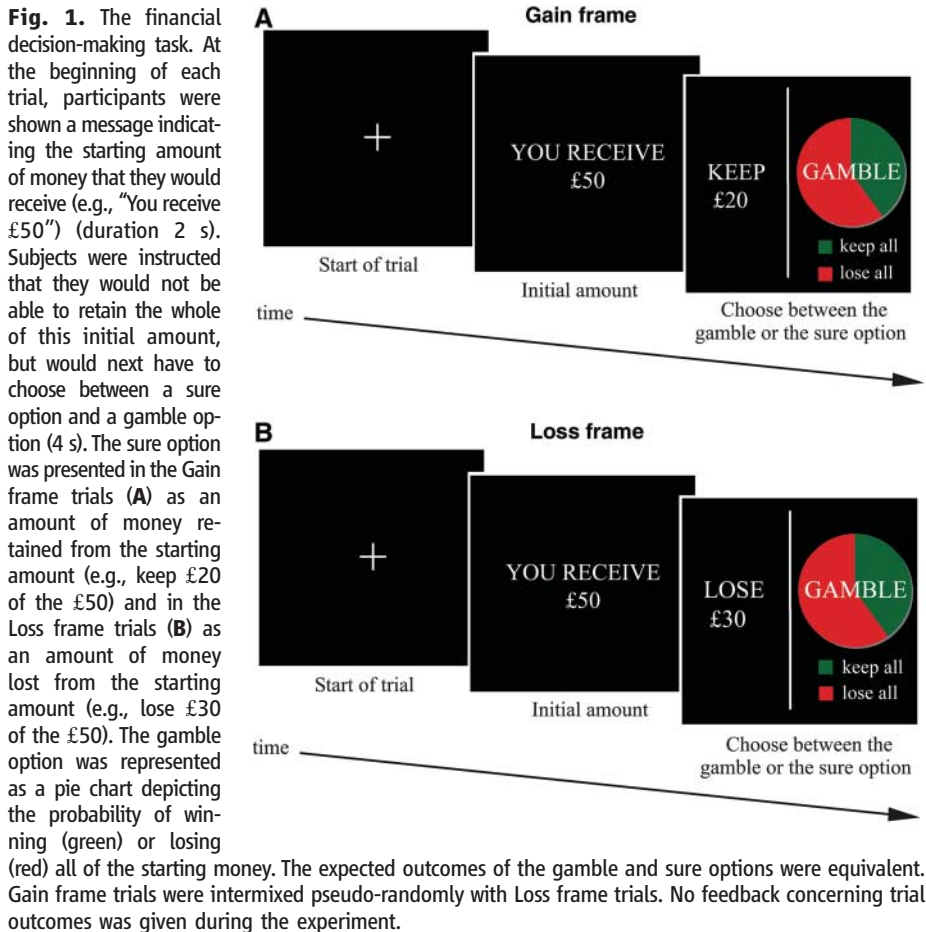 Fig. 1. The financial
decision-making task. At
the beginning of each
trial, participants were
shown a message indicat-
ing the starting amount
of money that they would
receive (e.g., “You receive
£50”) (duration 2 s).
Subjects were instructed
that they would not be
able to retain the whole
of this initial amount,
but would next have to
choose between a sure
option and a gamble op-
tion (4 s). The sure option
was presented in the Gain
frame trials (A) as an
amount of money re-
tained from the starting
amount (e.g., keep £20
of the £50) and in the
Loss frame trials (B) as
an amount of money
lost from the starting
amount (e.g., lose £30
of the £50). The gamble
option was represented
as a pie chart depicting
the probability of win-
ning (green) or losing
(red) all of the starting money. The expected outcomes of the gamble and sure options were equivalent.
Gain frame trials were intermixed pseudo-randomly with Loss frame trials. No feedback concerning trial
outcomes was given during the experiment.
A
Gain frame
Start of trial
YOU RECEIVE
£50
Initial amount
KEEP
£20
GAMBLE
keep all
lose all
Choose between the
gamble or the sure option
time
B
Loss frame
Start of trial
YOU RECEIVE
£50
Initial amount
LOSE
£30
GAMBLE
keep all
lose all
Choose between the
gamble or the sure option
time